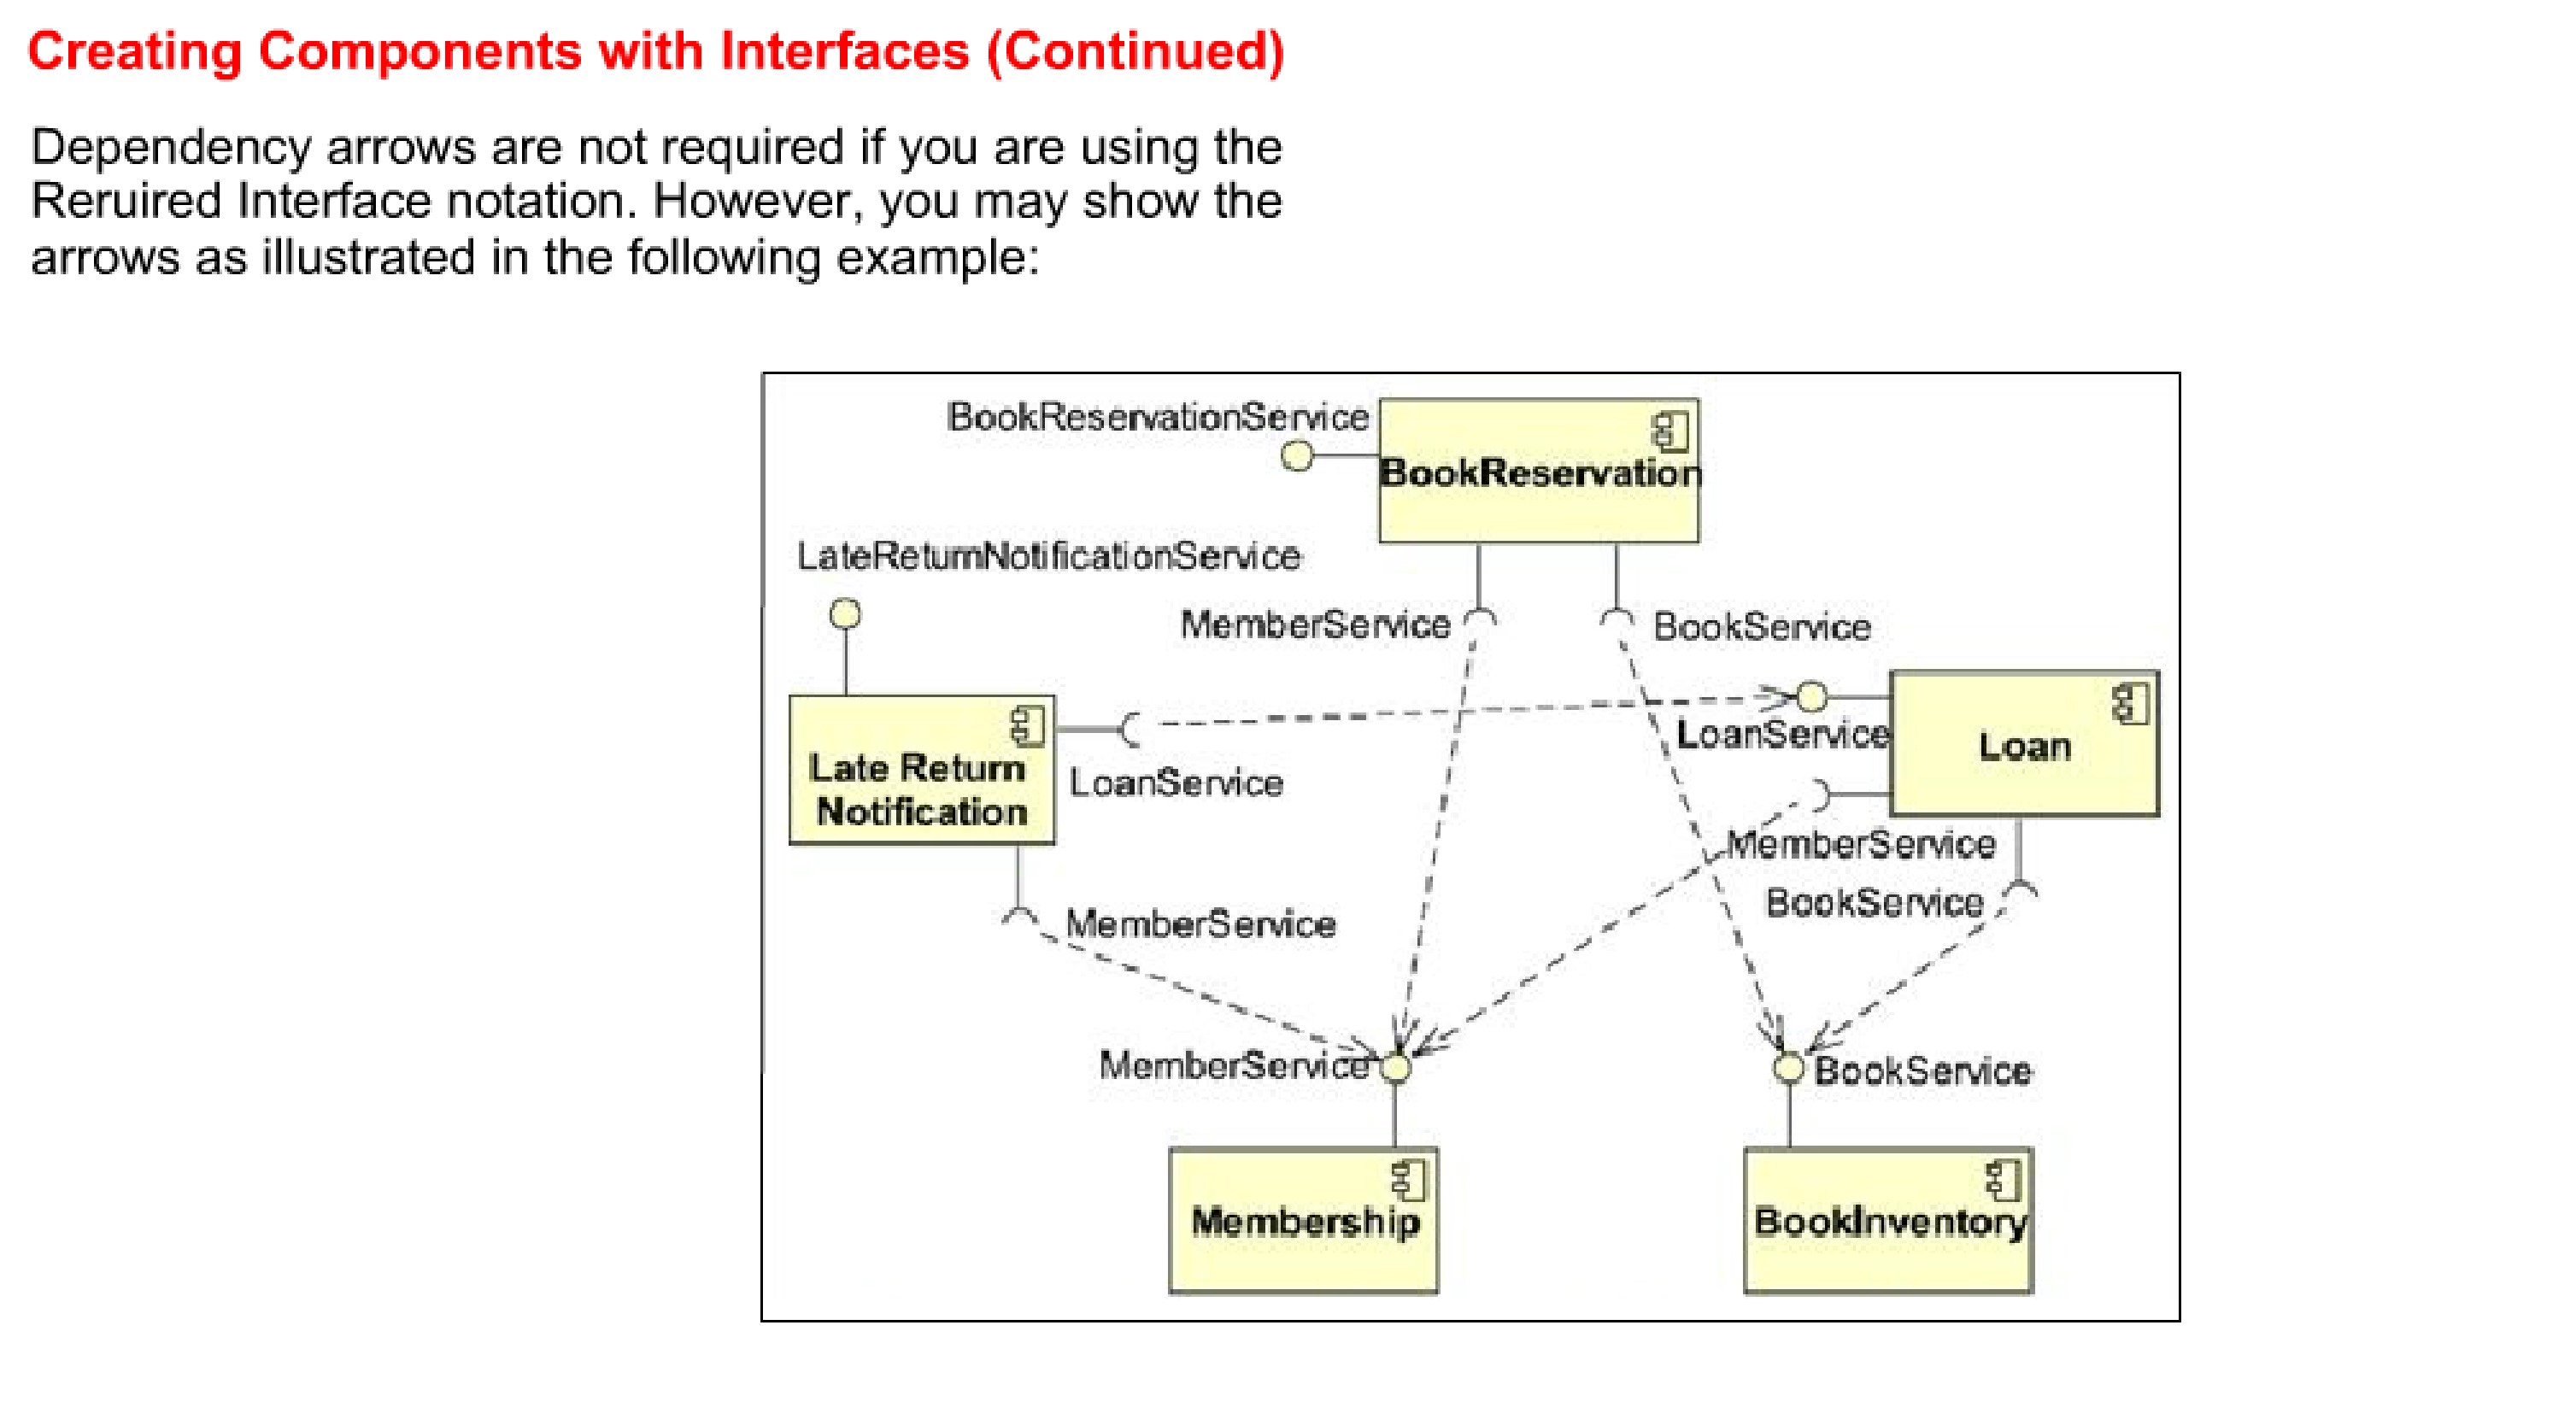 Creating Components with Interfaces (Continued)
Dependency arrows are not required if you are using the
Reruired Interface notation. However, you may show the
arrows as illustrated in the following example:
BookReservationService
BookReservation
LateReturnNotificationService
MemberService
BookService
LoanService
Loan
Late Return
Notification
LoanService
MemberService
BookService
MemberService
MemberService
BookService
Membership
BookInventory